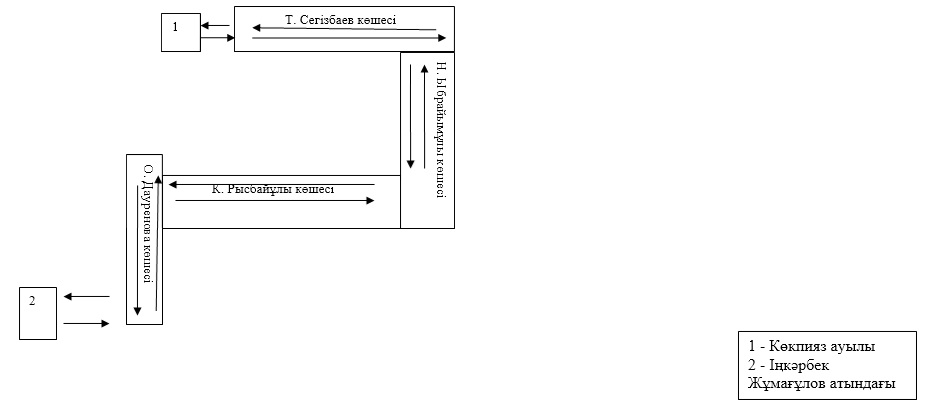 1
Т. Сегізбаев көшесі
Н. Ыбрайымұлы көшесі
О. Дауренова көшесі
К. Рысбайұлы көшесі
2
1 - Көкпияз ауылы
2 - Іңкәрбек
Жұмағұлов атындағы